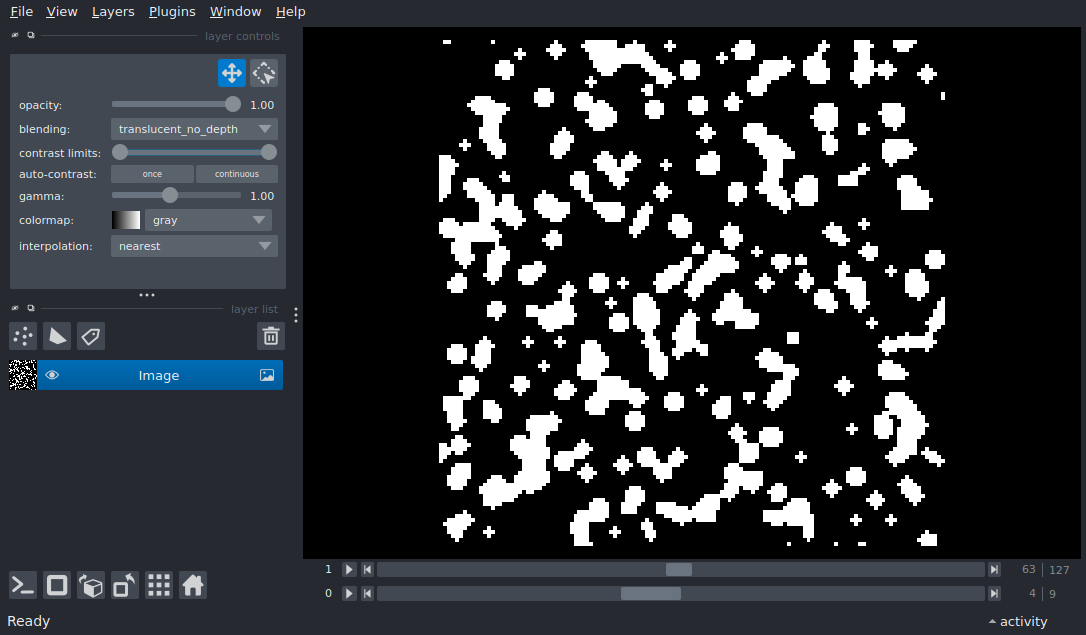 File View Layers Plugins Window Help
layer controls
opacity: 1.00
blending: translucent_no_depth
contrast limits:
auto-contrast: once continuous
gamma: 1.00
colormap: gray
interpolation: nearest
layer list
Image
1 63 127
0 4 9
Ready activity